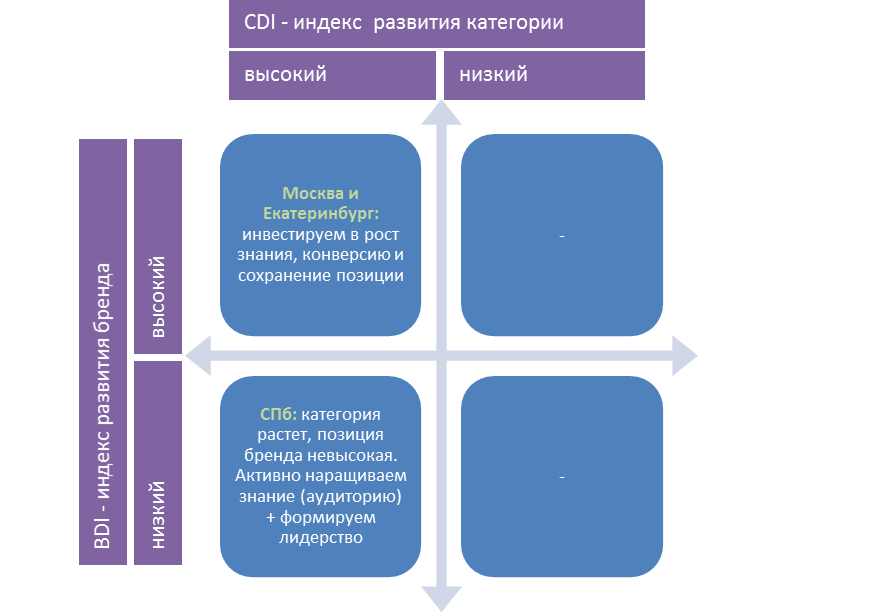 CDI - индекс  развития категории
высокий
низкий
BDI - индекс развития бренда
высокий
низкий
Москва и
Екатеринбург:
инвестируем в рост
знания, конверсию и
сохранение позиции
-
СПб: категория
растет, позиция
бренда невысокая.
Активно наращиваем
знание (аудиторию)
+ формируем
лидерство
-